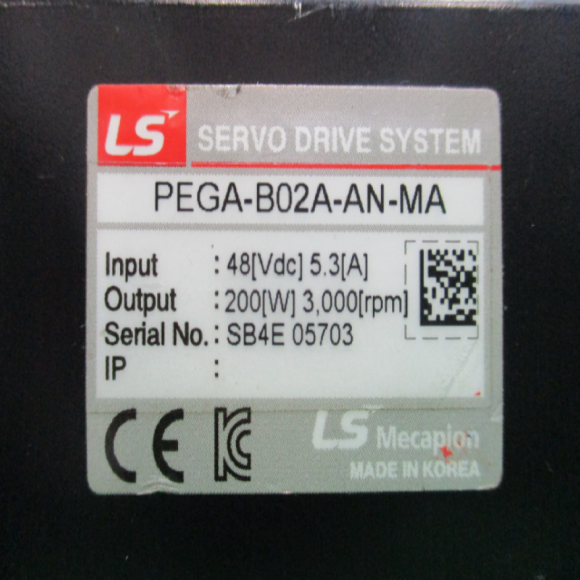 LS SERVO DRIVE SYSTEM
PEGA-B02A-AN-MA
Input : 48[Vdc] 5.3[A]
Output : 200[W] 3,000[rpm]
Serial No. : SB4E 05703
IP :
CE KC
LS Mecapion
MADE IN KOREA